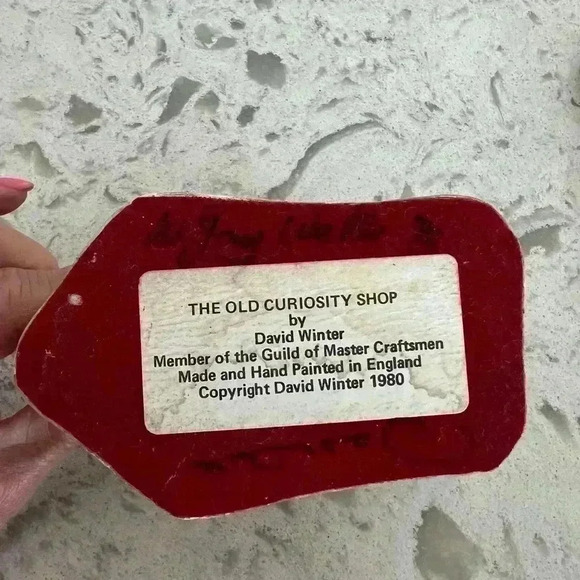 THE OLD CURIOSITY SHOP
by
David Winter
Member of the Guild of Master Craftsmen
Made and Hand Painted in England
Copyright David Winter 1980